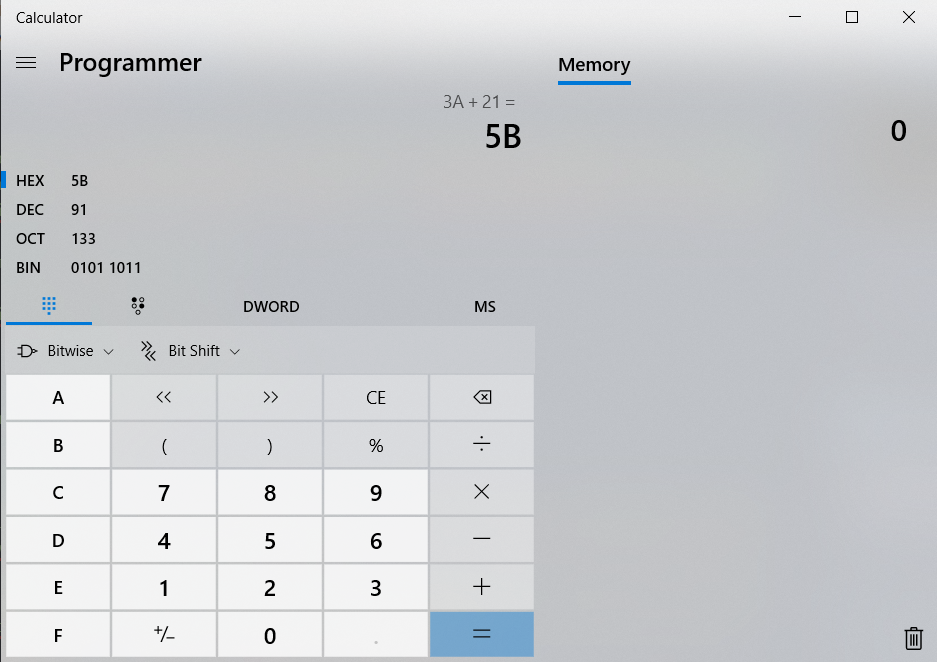 Calculator
Programmer
Memory
3A + 21 =
5B
0
HEX 5B
DEC 91
OCT 133
BIN 0101 1011
DWORD MS
Bitwise Bit Shift
A << >> CE
B ( ) % ÷
C 7 8 9 ×
D 4 5 6 −
E 1 2 3 +
F +/− 0 . =